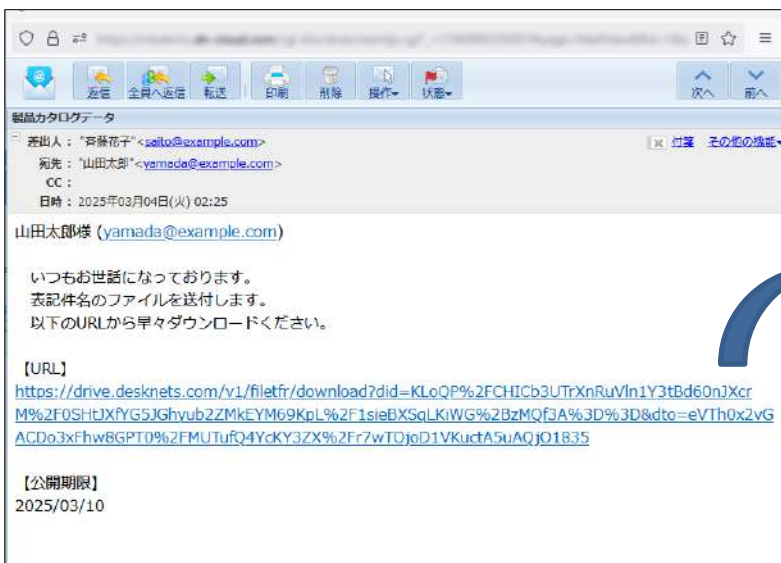 返信 全員へ返信 転送 印刷 削除 操作▾ 状態▾ 次へ 前へ
製品カタログデータ
差出人： "斉藤花子"<saito@example.com> 付箋 その他の機能▾
宛先： "山田太郎"<yamada@example.com>
CC：
日時： 2025年03月04日(火) 02:25
山田太郎様 (yamada@example.com)
いつもお世話になっております。
表記件名のファイルを送付します。
以下のURLから早々ダウンロードください。
【URL】
https://drive.desknets.com/v1/filetfr/download?did=KLoQP%2FCHICb3UTrXnRuVln1Y3tBd60nJXcr
M%2F0SHtJXfYG5JGhyub2ZMkEYM69KpL%2F1sieBXSqLKiWG%2BzMQf3A%3D%3D&dto=eVTh0x2vG
ACDo3xFhw8GPT0%2FMUTufQ4YcKY3ZX%2Fr7wTOjoD1VKuctA5uAQjO1835
【公開期限】
2025/03/10